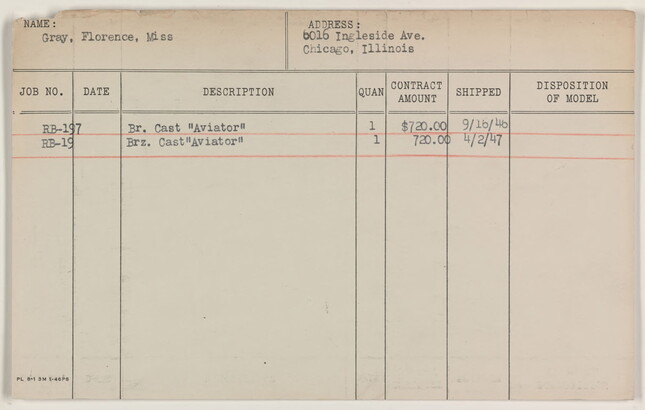 NAME:
Gray, Florence, Miss
ADDRESS:
6016 Ingleside Ave.
Chicago, Illinois
JOB NO. DATE DESCRIPTION QUAN CONTRACT AMOUNT SHIPPED DISPOSITION OF MODEL
RB-197 Br. Cast "Aviator" 1 $720.00 9/16/46
RB-19 Brz. Cast"Aviator" 1 720.00 4/2/47